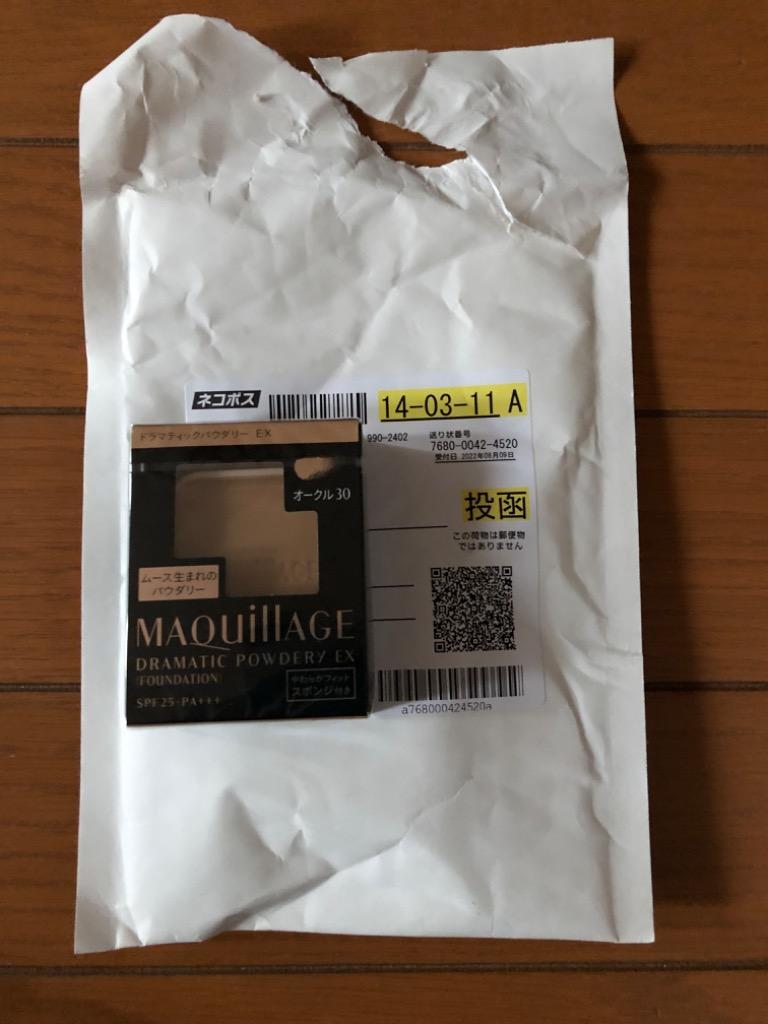 ネコポス
14-03-11 A
990-2402
送り状番号
7680-0042-4520
受付日 2022年08月09日
投函
この荷物は郵便物
ではありません
a768000424520a
ドラマティックパウダリー EX
オークル30
ムース生まれの
パウダリー
MAQuillAGE
DRAMATIC POWDERY EX
(FOUNDATION)
やわらかフィット
スポンジ付き
SPF25・PA+++